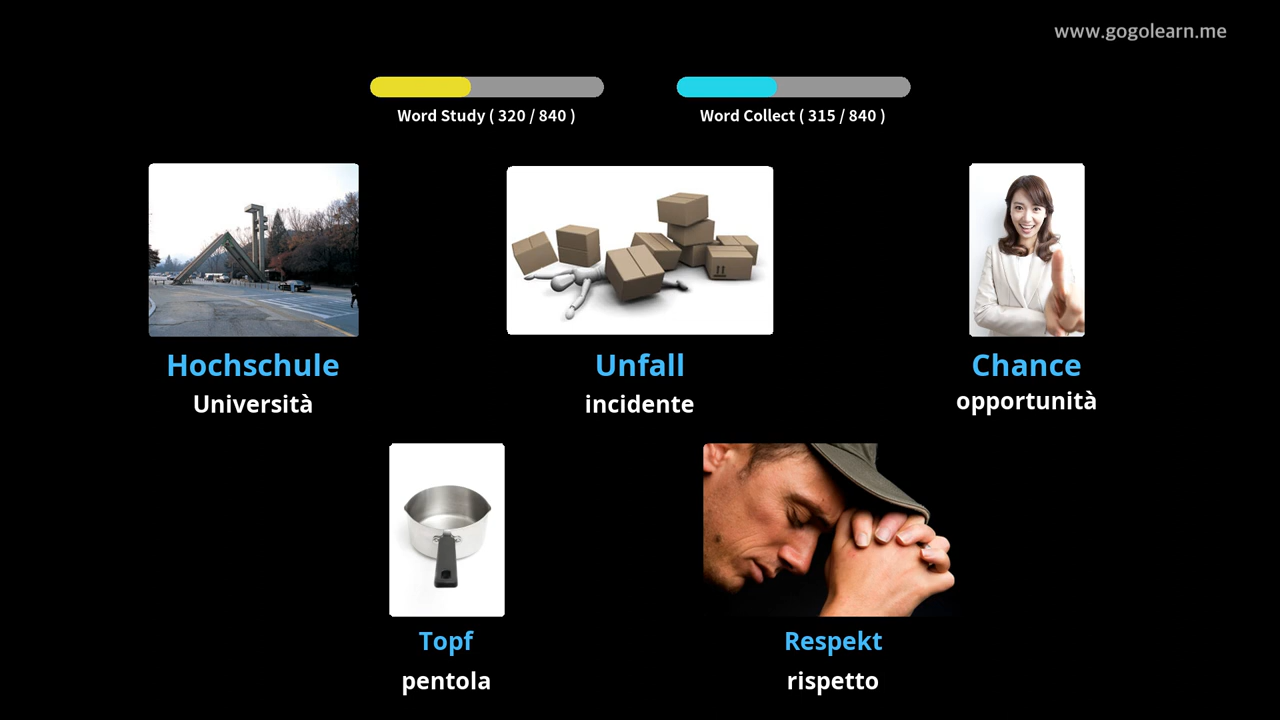 www.gogolearn.me
Word Study ( 320 / 840 )
Word Collect ( 315 / 840 )
Hochschule
Università
Unfall
incidente
Chance
opportunità
Topf
pentola
Respekt
rispetto